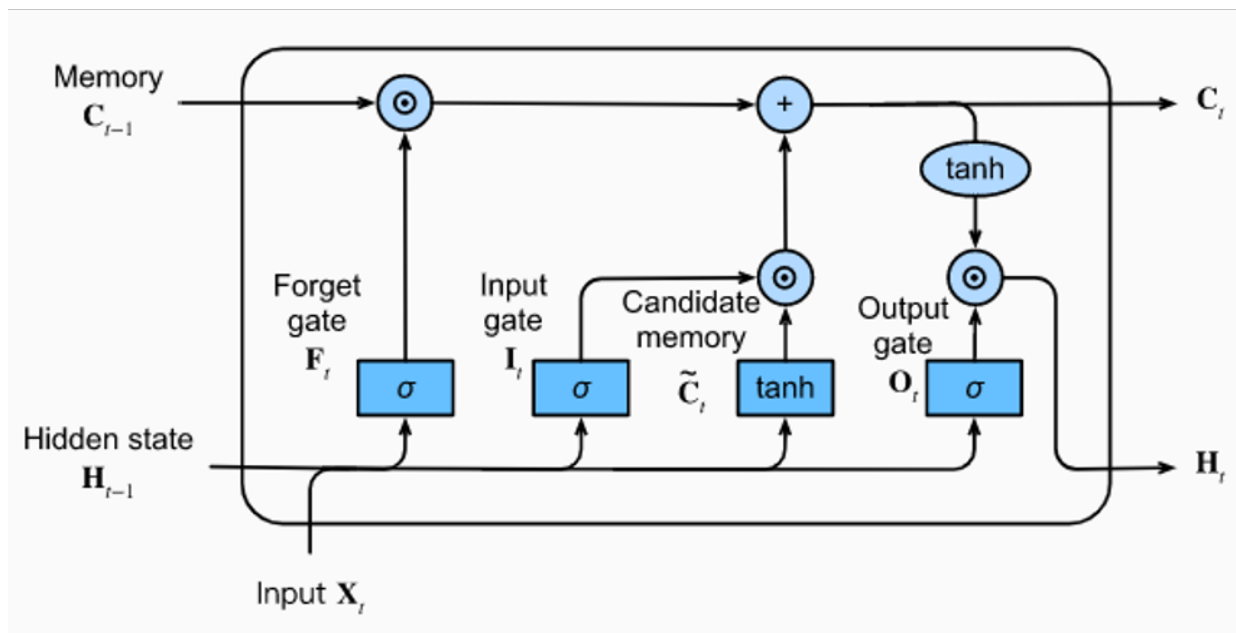 Memory
C_{t-1}
⊙
+
C_t
tanh
Forget
gate
F_t
Input
gate
I_t
Candidate
memory
C̃_t
⊙
Output
gate
O_t
⊙
σ
σ
tanh
σ
Hidden state
H_{t-1}
H_t
Input X_t